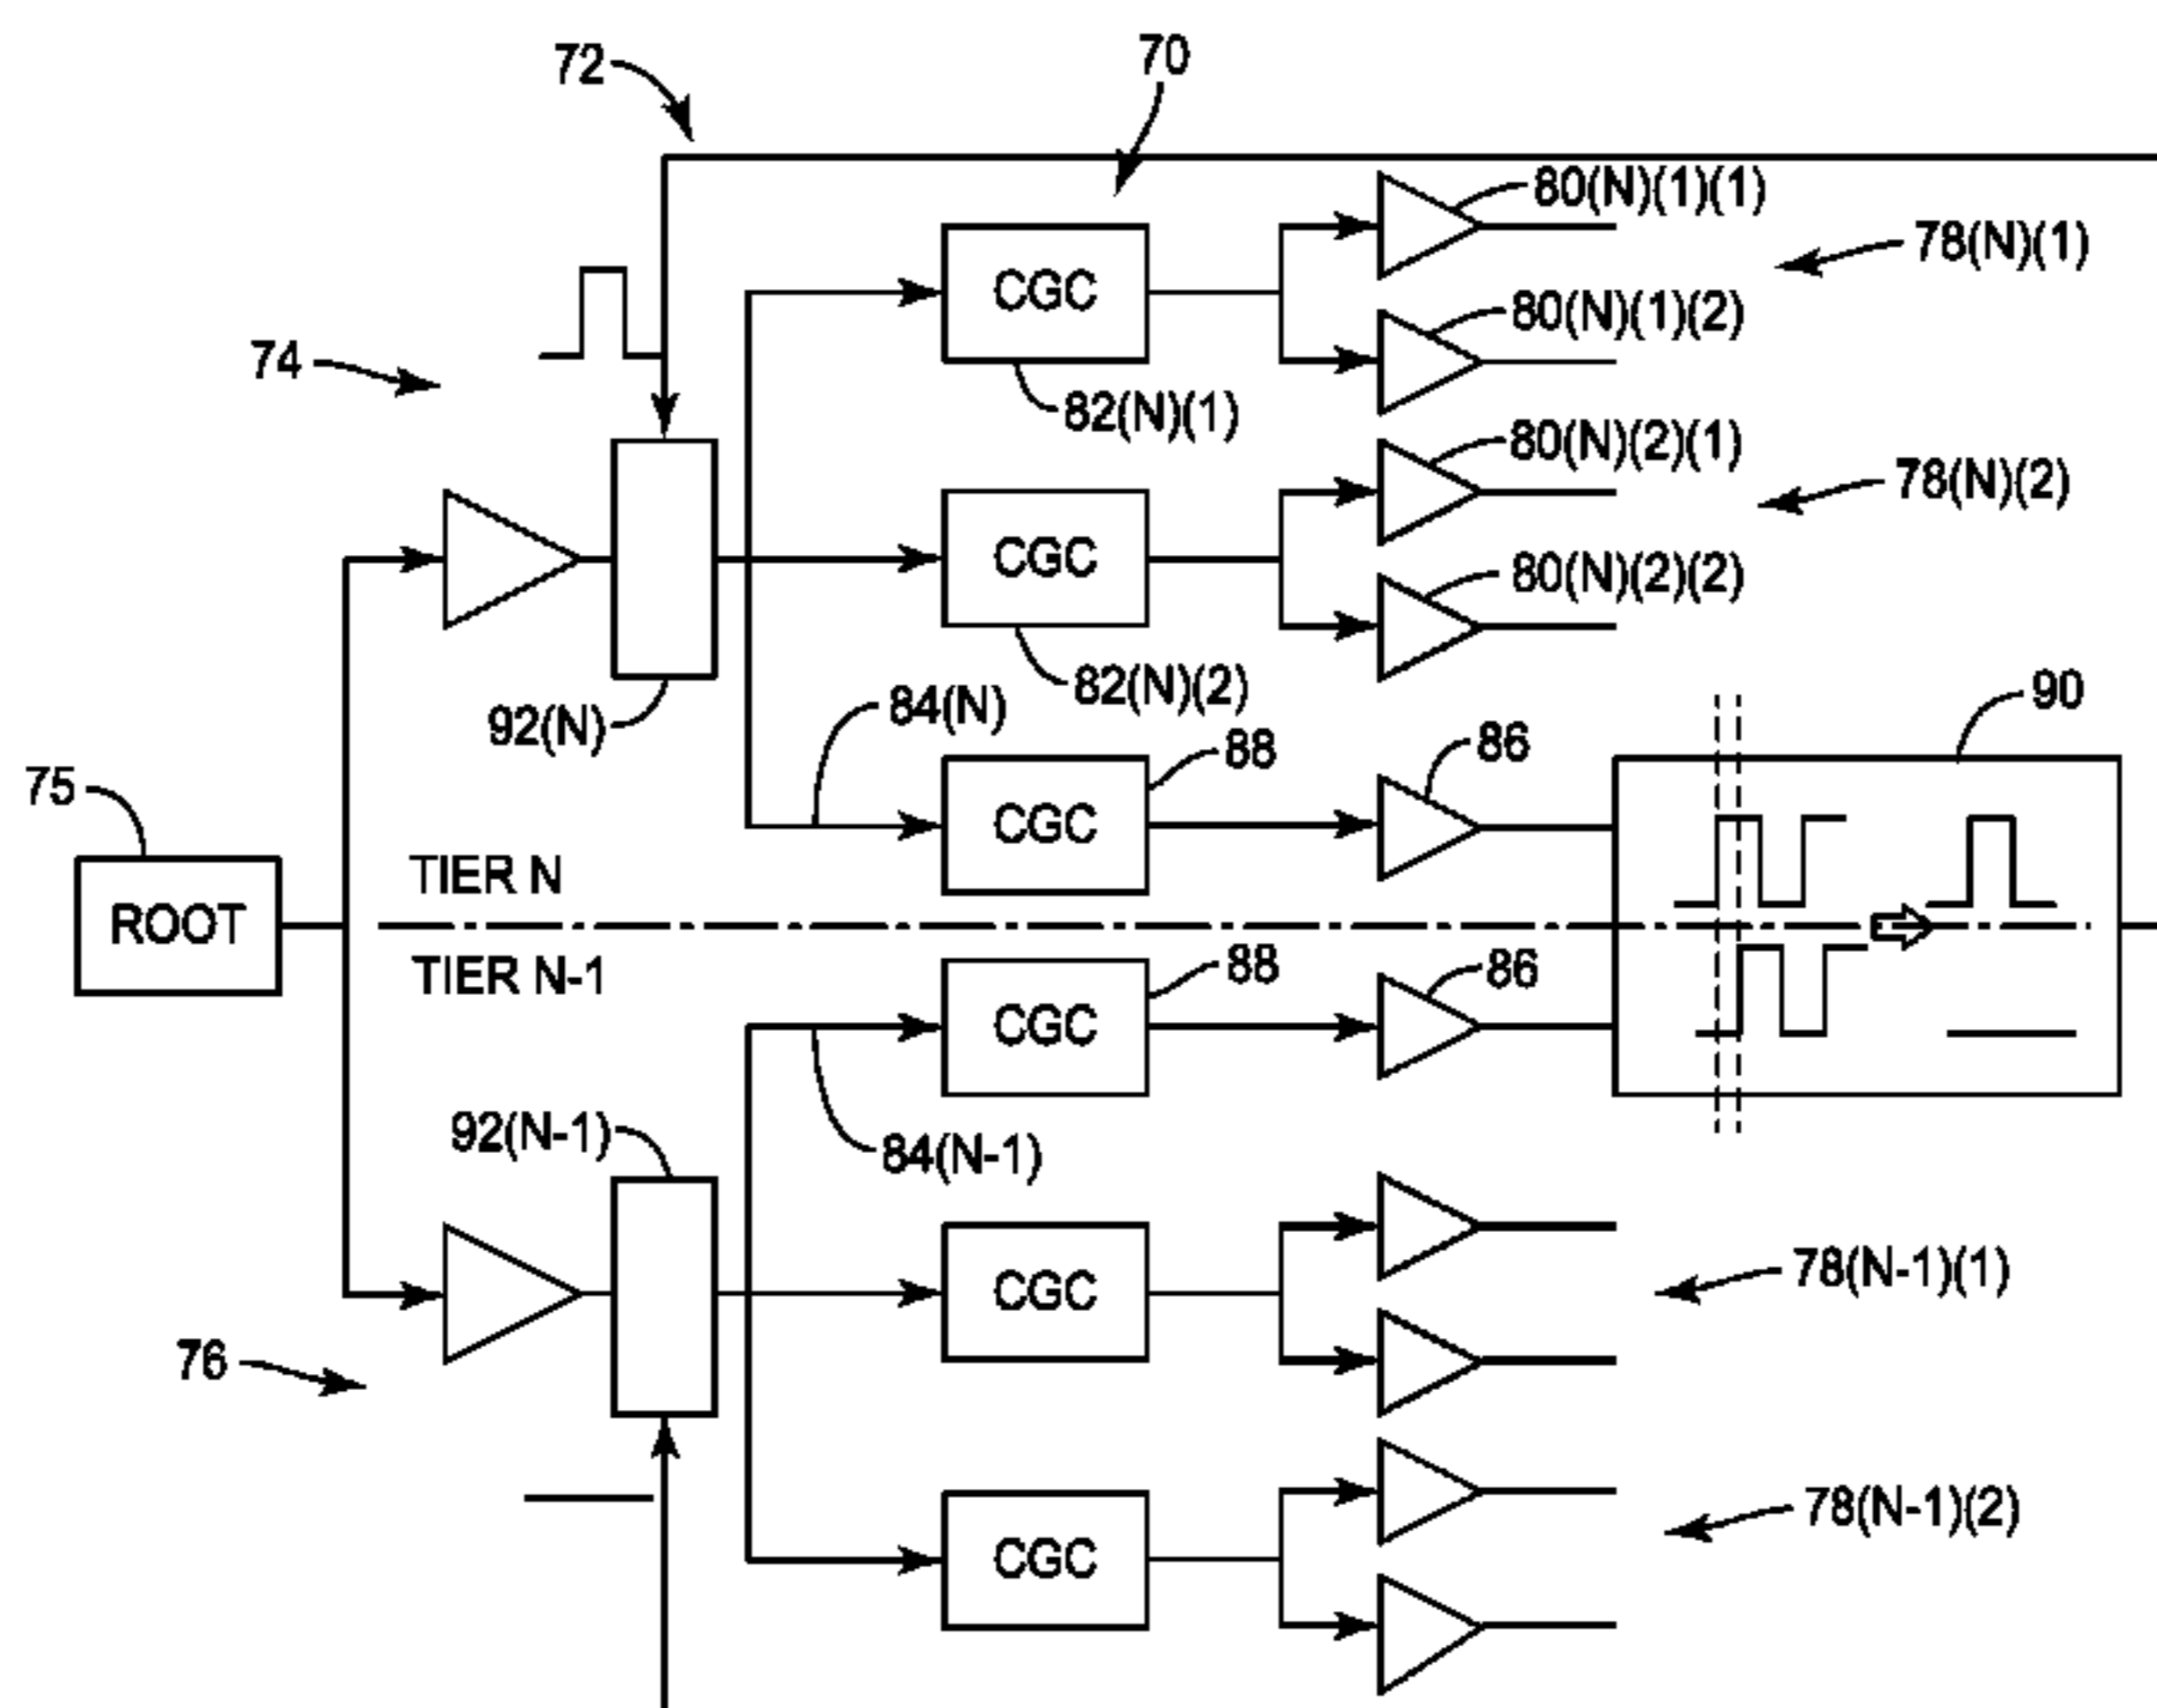 72
70
80(N)(1)(1)
78(N)(1)
CGC
80(N)(1)(2)
74
82(N)(1)
80(N)(2)(1)
78(N)(2)
CGC
80(N)(2)(2)
82(N)(2)
84(N)
92(N)
90
88
86
75
CGC
TIER N
ROOT
TIER N-1
88
86
CGC
92(N-1)
84(N-1)
78(N-1)(1)
CGC
76
78(N-1)(2)
CGC